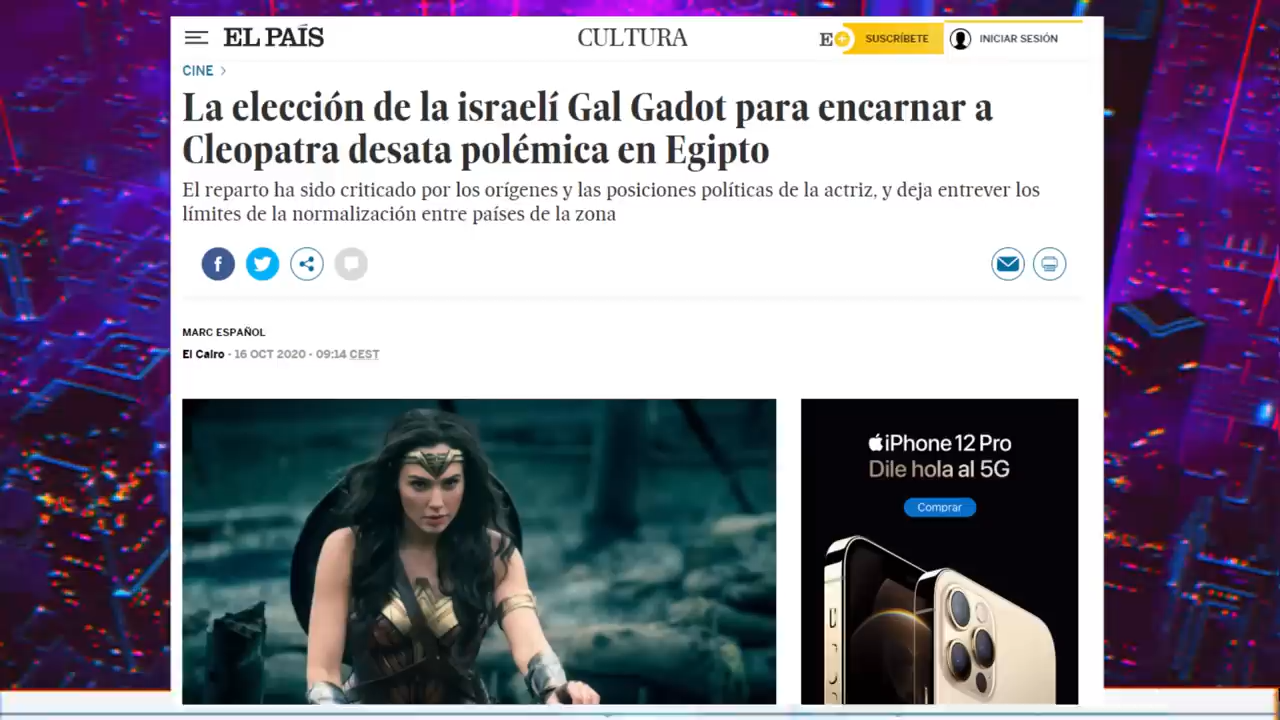 EL PAÍS
CULTURA
E+ SUSCRÍBETE
INICIAR SESIÓN
CINE >
La elección de la israelí Gal Gadot para encarnar a
Cleopatra desata polémica en Egipto
El reparto ha sido criticado por los orígenes y las posiciones políticas de la actriz, y deja entrever los
límites de la normalización entre países de la zona
MARC ESPAÑOL
El Cairo - 16 OCT 2020 - 09:14 CEST
iPhone 12 Pro
Dile hola al 5G
Comprar